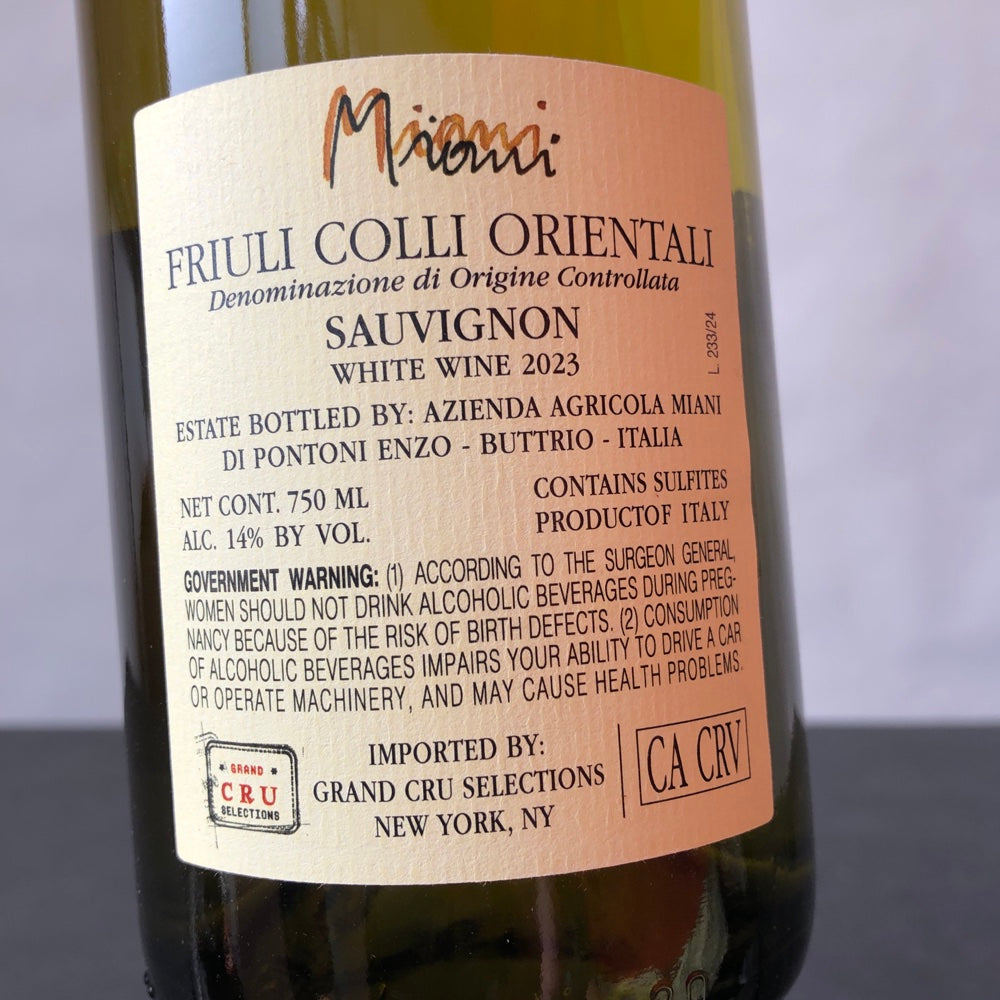 Miani
FRIULI COLLI ORIENTALI
Denominazione di Origine Controllata
SAUVIGNON
WHITE WINE 2023
L. 233/24
ESTATE BOTTLED BY: AZIENDA AGRICOLA MIANI
DI PONTONI ENZO - BUTTRIO - ITALIA
NET CONT. 750 ML
ALC. 14% BY VOL.
CONTAINS SULFITES
PRODUCTOF ITALY
GOVERNMENT WARNING: (1) ACCORDING TO THE SURGEON GENERAL,
WOMEN SHOULD NOT DRINK ALCOHOLIC BEVERAGES DURING PREG-
NANCY BECAUSE OF THE RISK OF BIRTH DEFECTS. (2) CONSUMPTION
OF ALCOHOLIC BEVERAGES IMPAIRS YOUR ABILITY TO DRIVE A CAR
OR OPERATE MACHINERY, AND MAY CAUSE HEALTH PROBLEMS.
GRAND
CRU
SELECTIONS
IMPORTED BY:
GRAND CRU SELECTIONS
NEW YORK, NY
CA CRV